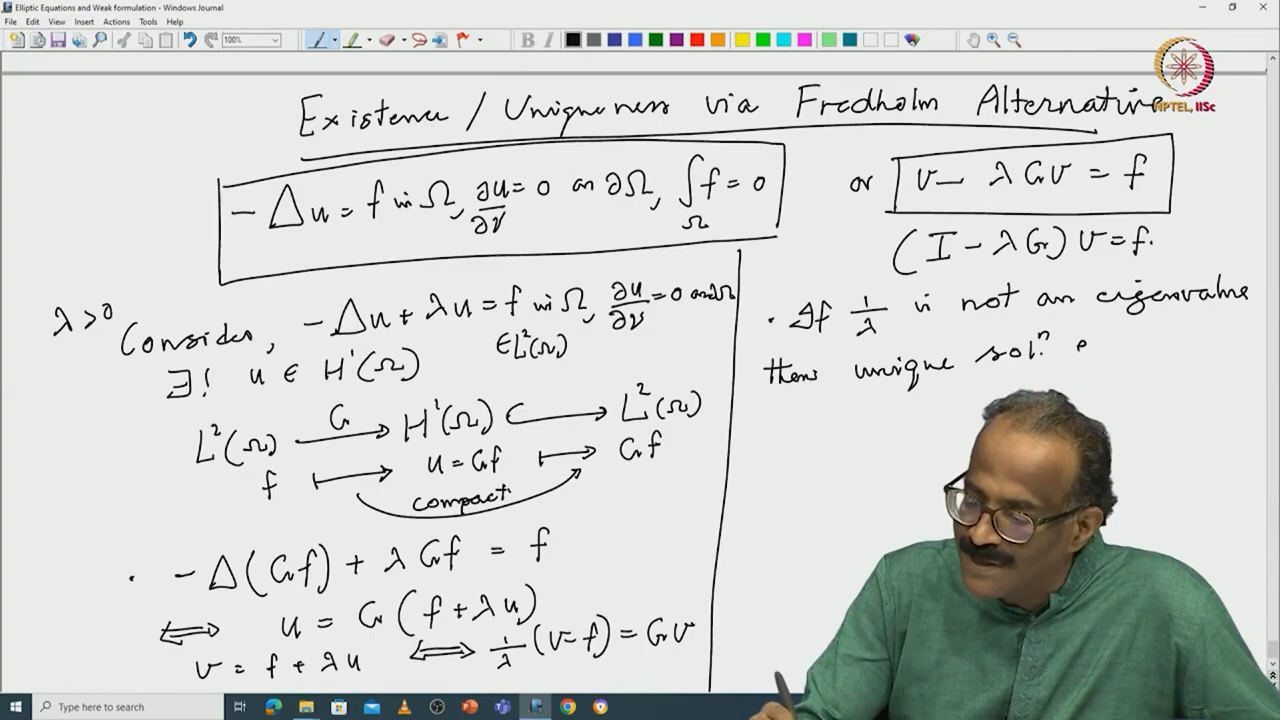 Elliptic Equations and Weak formulation - Windows Journal
File Edit View Insert Actions Tools Help
100%
B I
NPTEL, IISc
Existence / Uniqueness via Fredholm Alternative
- Δu = f in Ω, ∂u/∂ν = 0 on ∂Ω, ∫_Ω f = 0
λ > 0 Consider, - Δu + λu = f in Ω, ∂u/∂ν = 0 on ∂Ω
∃! u ∈ H¹(Ω) ∈ L²(Ω)
L²(Ω) —G→ H¹(Ω) ↪ L²(Ω)
f ↦ u = Gf ↦ Gf
compact
· - Δ(Gf) + λ Gf = f
⟺ u = G(f + λu)
v = f + λu ⟺ 1/λ (v - f) = Gv
or v - λGv = f
(I - λG) v = f.
· If 1/λ is not an eigenvalue
then unique solⁿ.
Type here to search